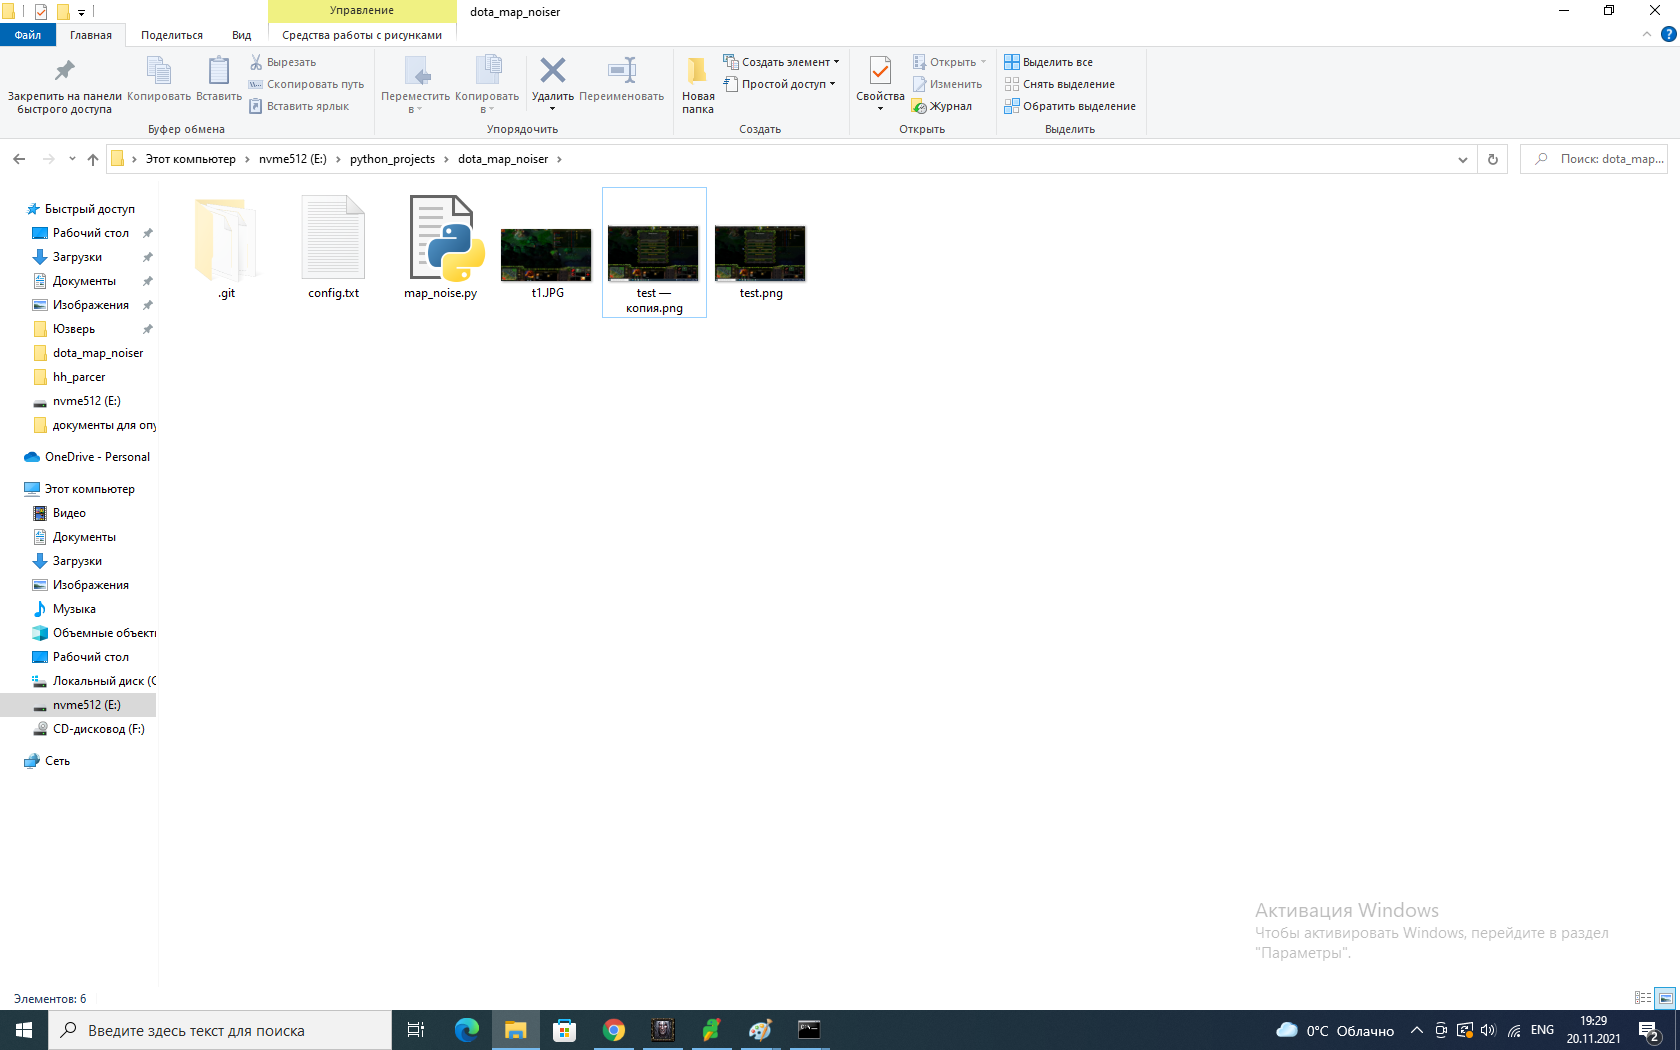 Управление
dota_map_noiser
Файл
Главная
Поделиться
Вид
Средства работы с рисунками
Закрепить на панели
быстрого доступа
Копировать
Вставить
Вырезать
Скопировать путь
Вставить ярлык
Буфер обмена
Переместить
в
Копировать
в
Удалить
Переименовать
Упорядочить
Новая
папка
Создать элемент
Простой доступ
Создать
Свойства
Открыть
Изменить
Журнал
Открыть
Выделить все
Снять выделение
Обратить выделение
Выделить
Этот компьютер
nvme512 (E:)
python_projects
dota_map_noiser
Поиск: dota_map...
Быстрый доступ
Рабочий стол
Загрузки
Документы
Изображения
Юзверь
dota_map_noiser
hh_parcer
nvme512 (E:)
документы для опу
OneDrive - Personal
Этот компьютер
Видео
Документы
Загрузки
Изображения
Музыка
Объемные объекты
Рабочий стол
Локальный диск (C
nvme512 (E:)
CD-дисковод (F:)
Сеть
.git
config.txt
map_noise.py
t1.JPG
test —
копия.png
test.png
Активация Windows
Чтобы активировать Windows, перейдите в раздел
"Параметры".
Элементов: 6
Введите здесь текст для поиска
0°C Облачно
ENG
19:29
20.11.2021
2